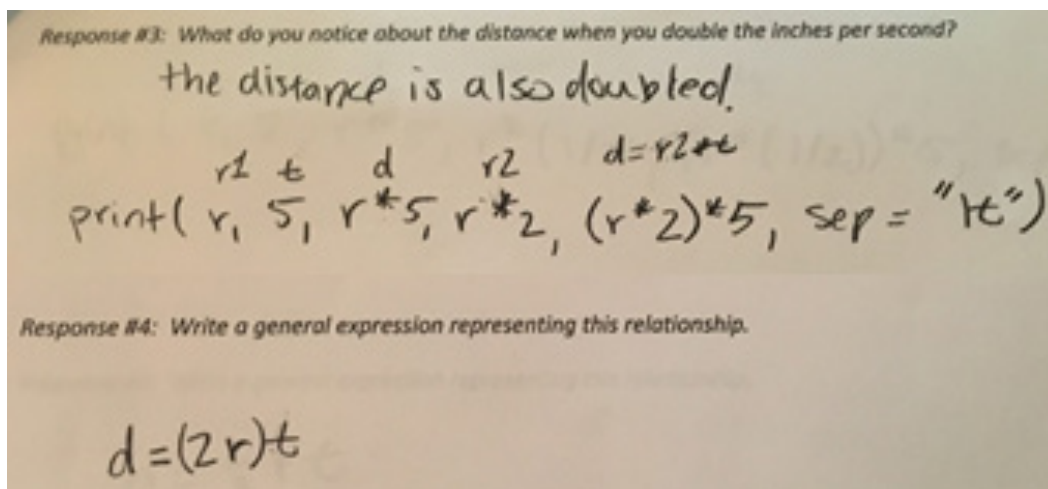 Response #3: What do you notice about the distance when you double the inches per second?
the distance is also doubled.
r1 t d r2 d=r2*t
print( r, 5, r*5, r*2, (r*2)*5, sep = "\t")
Response #4: Write a general expression representing this relationship.
d=(2r)t